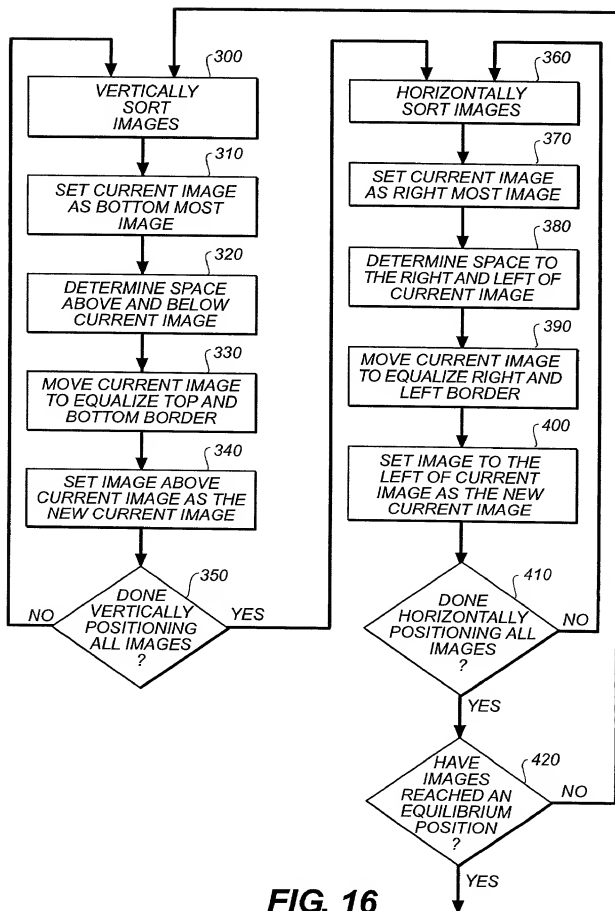 300
VERTICALLY
SORT
IMAGES
310
SET CURRENT IMAGE
AS BOTTOM MOST
IMAGE
320
DETERMINE SPACE
ABOVE AND BELOW
CURRENT IMAGE
330
MOVE CURRENT IMAGE
TO EQUALIZE TOP AND
BOTTOM BORDER
340
SET IMAGE ABOVE
CURRENT IMAGE AS THE
NEW CURRENT IMAGE
350
DONE
VERTICALLY
POSITIONING
ALL IMAGES
?
NO
YES
360
HORIZONTALLY
SORT IMAGES
370
SET CURRENT IMAGE
AS RIGHT MOST IMAGE
380
DETERMINE SPACE TO
THE RIGHT AND LEFT OF
CURRENT IMAGE
390
MOVE CURRENT IMAGE
TO EQUALIZE RIGHT AND
LEFT BORDER
400
SET IMAGE TO THE
LEFT OF CURRENT
IMAGE AS THE NEW
CURRENT IMAGE
410
DONE
HORIZONTALLY
POSITIONING ALL
IMAGES
?
NO
YES
420
HAVE
IMAGES
REACHED AN
EQUILIBRIUM
POSITION
?
NO
YES
FIG. 16